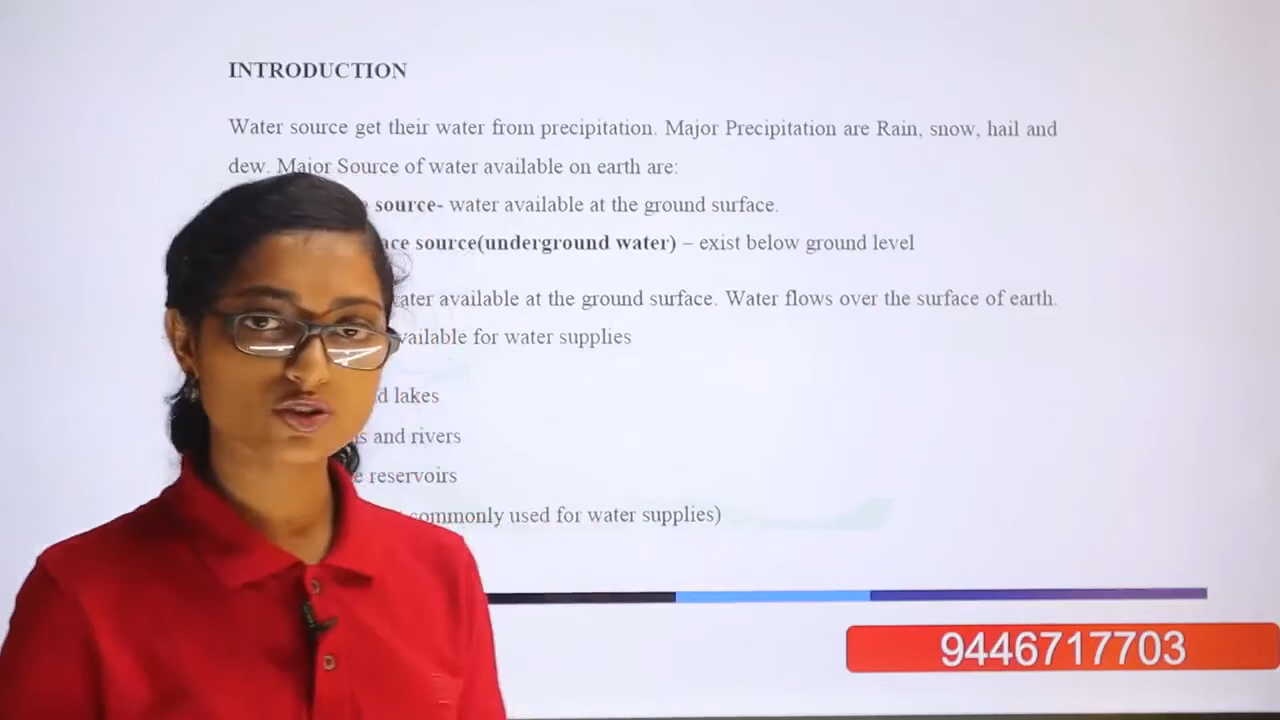 INTRODUCTION
Water source get their water from precipitation. Major Precipitation are Rain, snow, hail and
dew. Major Source of water available on earth are:
source- water available at the ground surface.
source(underground water) – exist below ground level
available at the ground surface. Water flows over the surface of earth.
for water supplies
lakes
and rivers
reservoirs
commonly used for water supplies)
9446717703